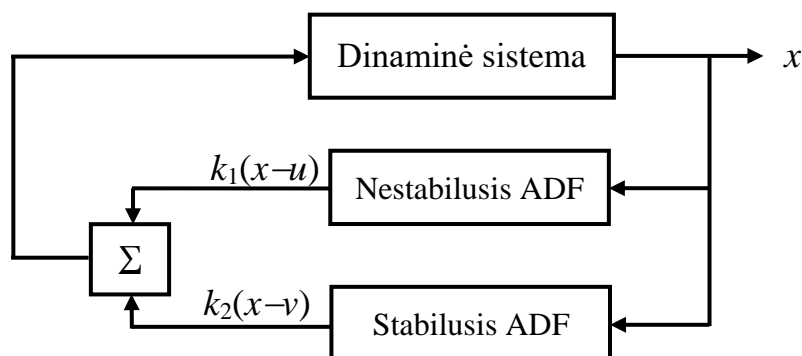 Dinaminė sistema
x
k₁(x−u)
Nestabilusis ADF
Σ
k₂(x−v)
Stabilusis ADF